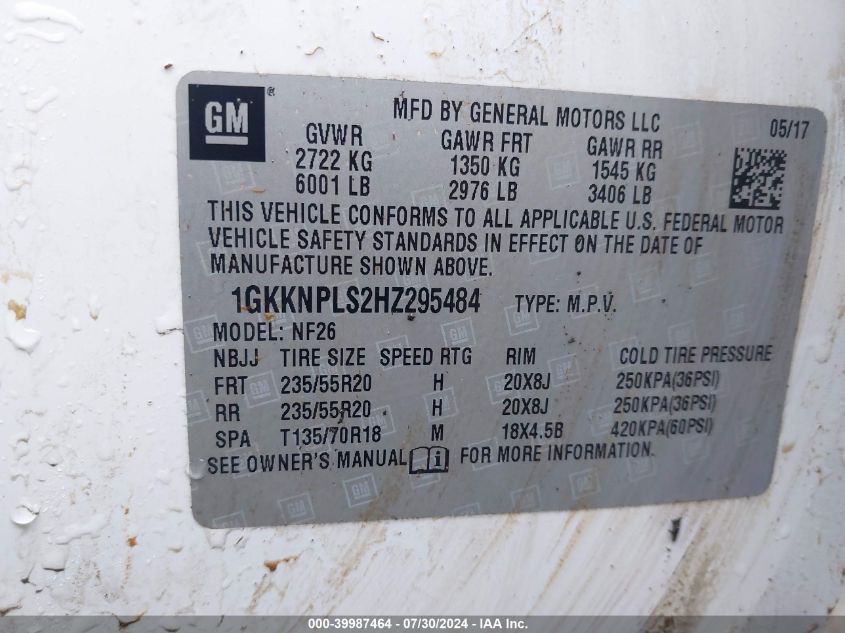 GM ®
MFD BY GENERAL MOTORS LLC
05/17
GVWR GAWR FRT GAWR RR
2722 KG 1350 KG 1545 KG
6001 LB 2976 LB 3406 LB
THIS VEHICLE CONFORMS TO ALL APPLICABLE U.S. FEDERAL MOTOR
VEHICLE SAFETY STANDARDS IN EFFECT ON THE DATE OF
MANUFACTURE SHOWN ABOVE.
1GKKNPLS2HZ295484 TYPE: M.P.V.
MODEL: NF26
NBJJ TIRE SIZE SPEED RTG RIM COLD TIRE PRESSURE
FRT 235/55R20 H 20X8J 250KPA(36PSI)
RR 235/55R20 H 20X8J 250KPA(36PSI)
SPA T135/70R18 M 18X4.5B 420KPA(60PSI)
SEE OWNER'S MANUAL FOR MORE INFORMATION.
000-39987464 - 07/30/2024 - IAA Inc.